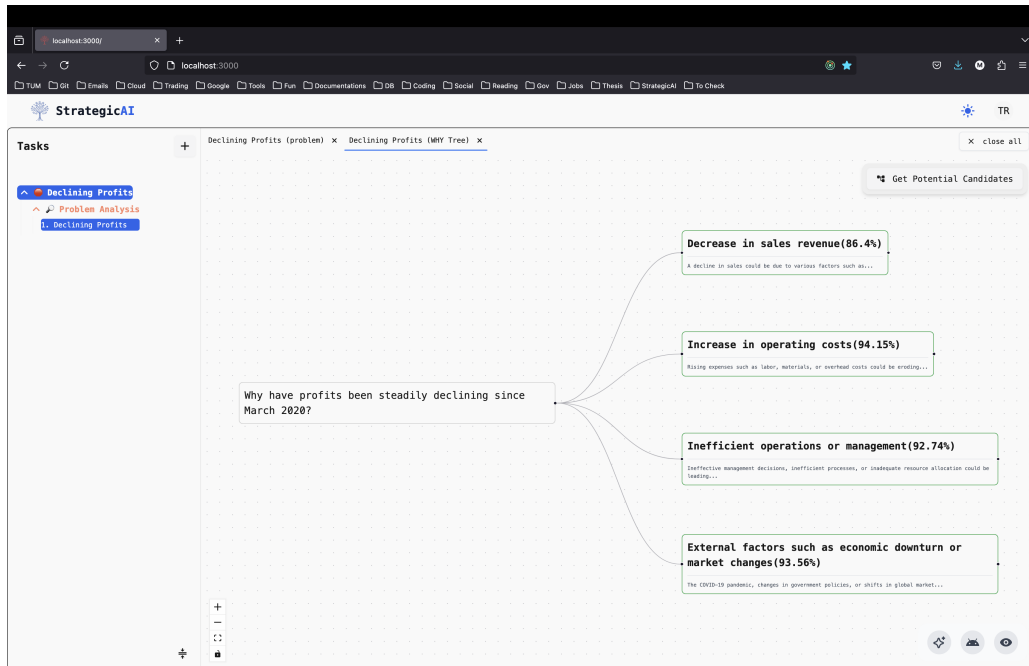 localhost:3000/
localhost:3000
TUM Git Emails Cloud Trading Google Tools Fun Documentations DB Coding Social Reading Gov Jobs Thesis StrategicAI To Check
StrategicAI
TR
Tasks
Declining Profits (problem)
Declining Profits (WHY Tree)
close all
Get Potential Candidates
Declining Profits
Problem Analysis
1. Declining Profits
Why have profits been steadily declining since
March 2020?
Decrease in sales revenue(86.4%)
A decline in sales could be due to various factors such as...
Increase in operating costs(94.15%)
Rising expenses such as labor, materials, or overhead costs could be eroding...
Inefficient operations or management(92.74%)
Ineffective management decisions, inefficient processes, or inadequate resource allocation could be
leading...
External factors such as economic downturn or
market changes(93.56%)
The COVID-19 pandemic, changes in government policies, or shifts in global market...